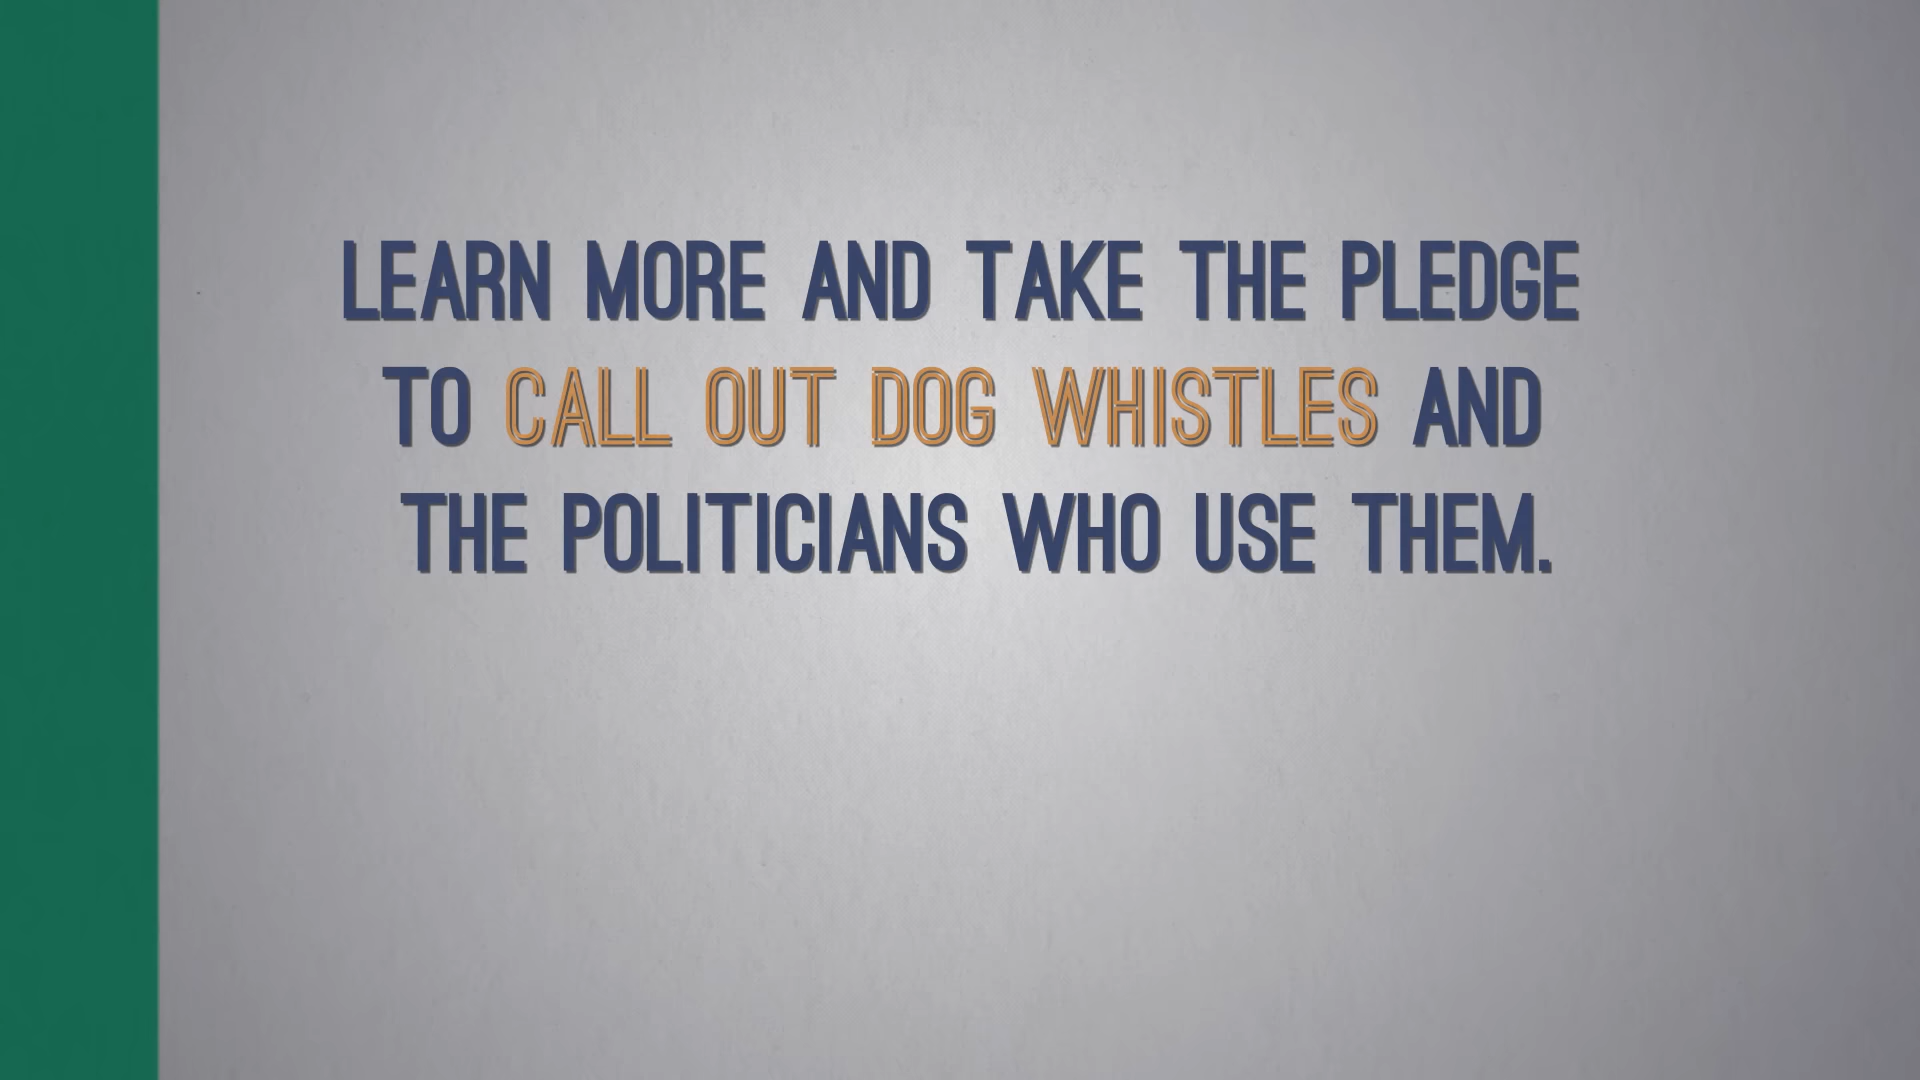 LEARN MORE AND TAKE THE PLEDGE
TO CALL OUT DOG WHISTLES AND
THE POLITICIANS WHO USE THEM.